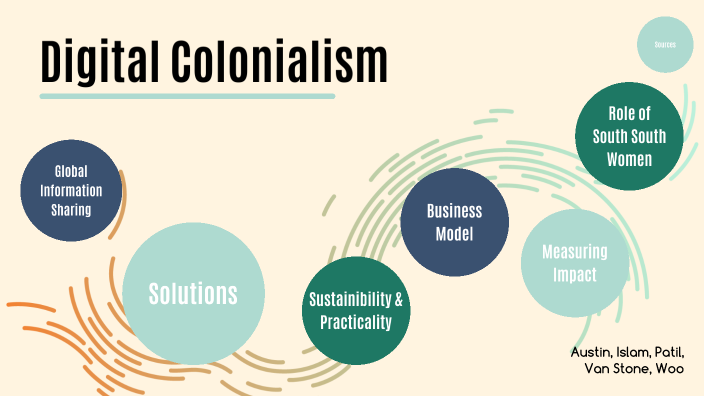 Digital Colonialism
Sources
Role of
South South
Women
Global
Information
Sharing
Business
Model
Measuring
Impact
Solutions
Sustainibility &
Practicality
Austin, Islam, Patil,
Van Stone, Woo